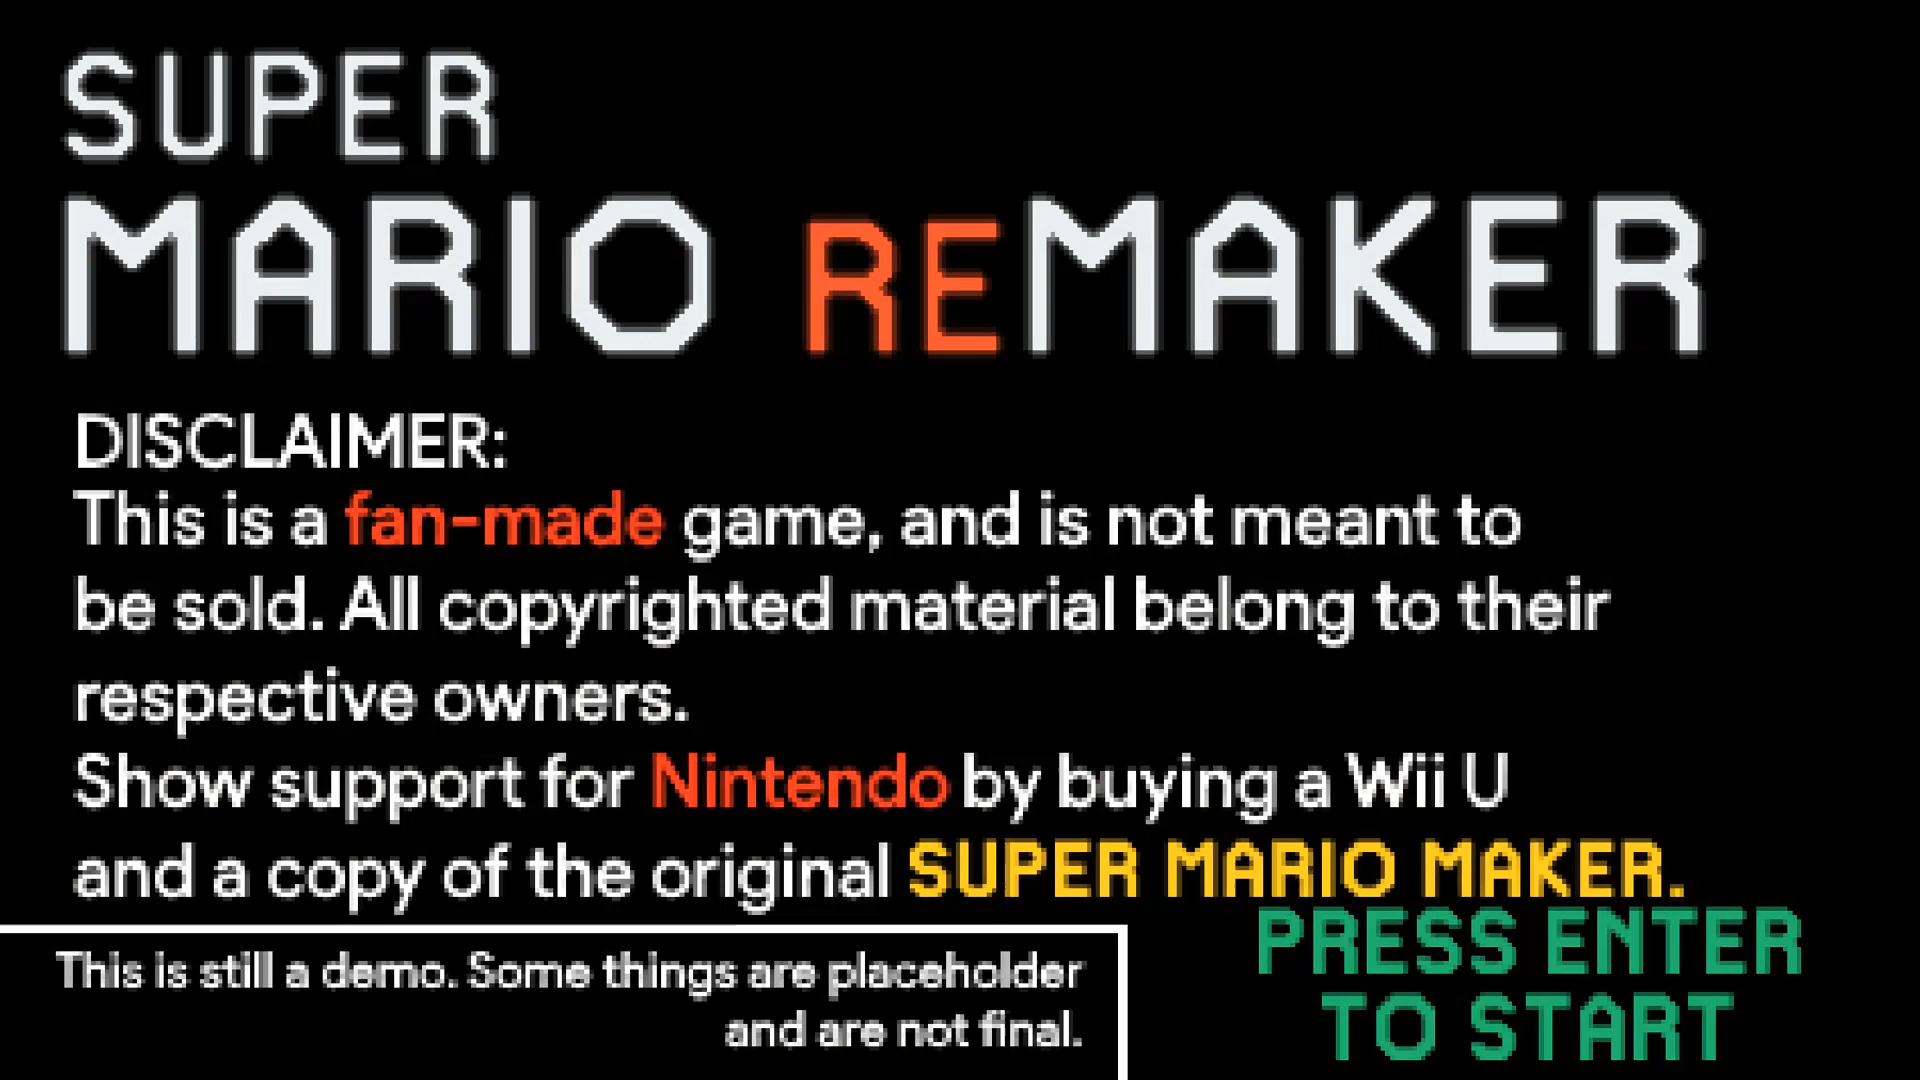 SUPER
MARIO REMAKER
DISCLAIMER:
This is a fan-made game, and is not meant to
be sold. All copyrighted material belong to their
respective owners.
Show support for Nintendo by buying a Wii U
and a copy of the original SUPER MARIO MAKER.
This is still a demo. Some things are placeholder
and are not final.
PRESS ENTER
TO START